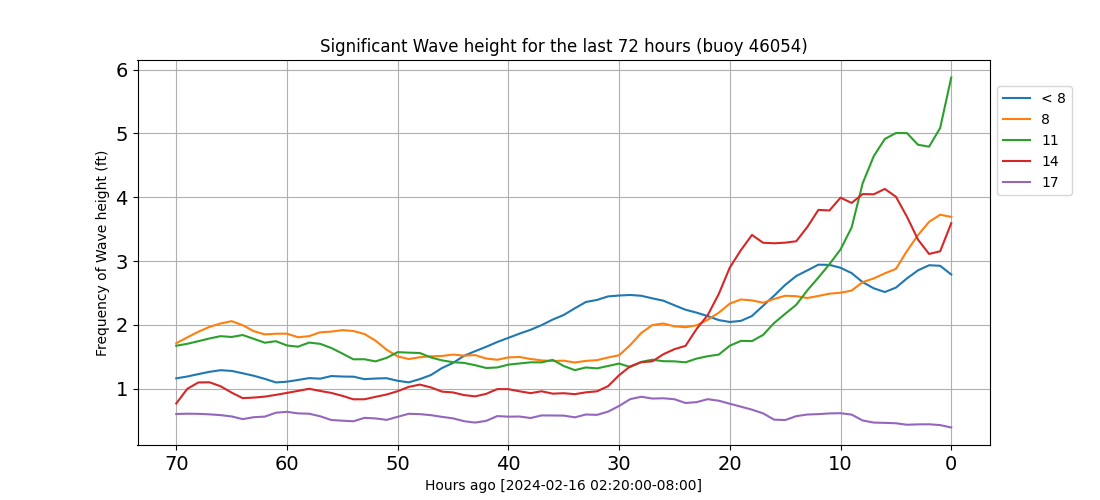 Significant Wave height for the last 72 hours (buoy 46054)
Frequency of Wave height (ft)
6
5
4
3
2
1
70 60 50 40 30 20 10 0
Hours ago [2024-02-16 02:20:00-08:00]
< 8
8
11
14
17